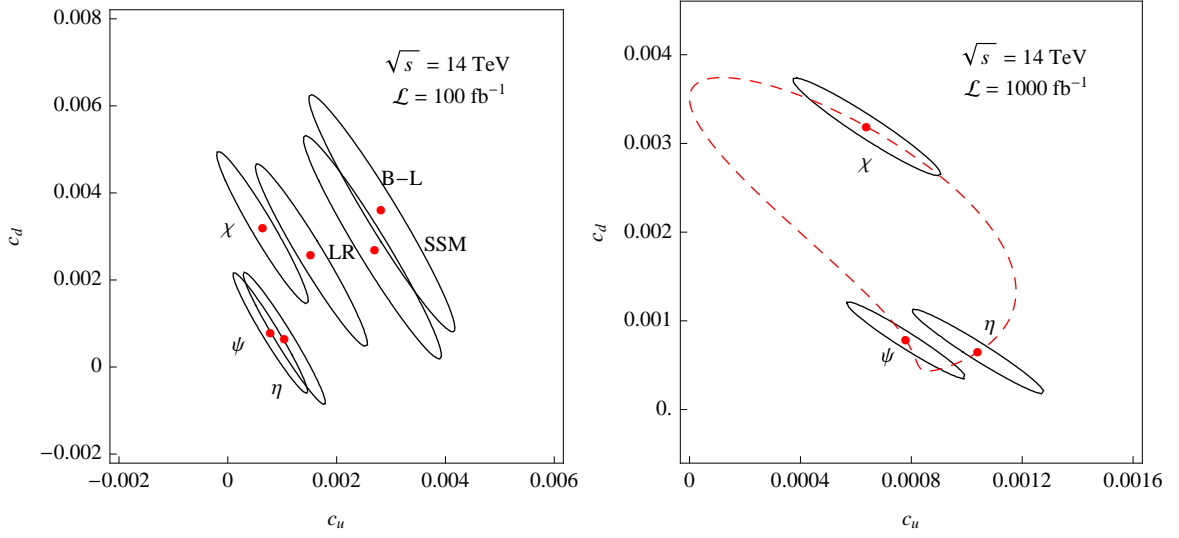 0.008
0.006
0.004
0.002
0
−0.002
c_d
√s = 14 TeV
ℒ = 100 fb⁻¹
B−L
χ
LR
SSM
ψ
η
−0.002
0
0.002
0.004
0.006
c_u
0.004
0.003
0.002
0.001
0.
c_d
√s = 14 TeV
ℒ = 1000 fb⁻¹
χ
η
ψ
0
0.0004
0.0008
0.0012
0.0016
c_u